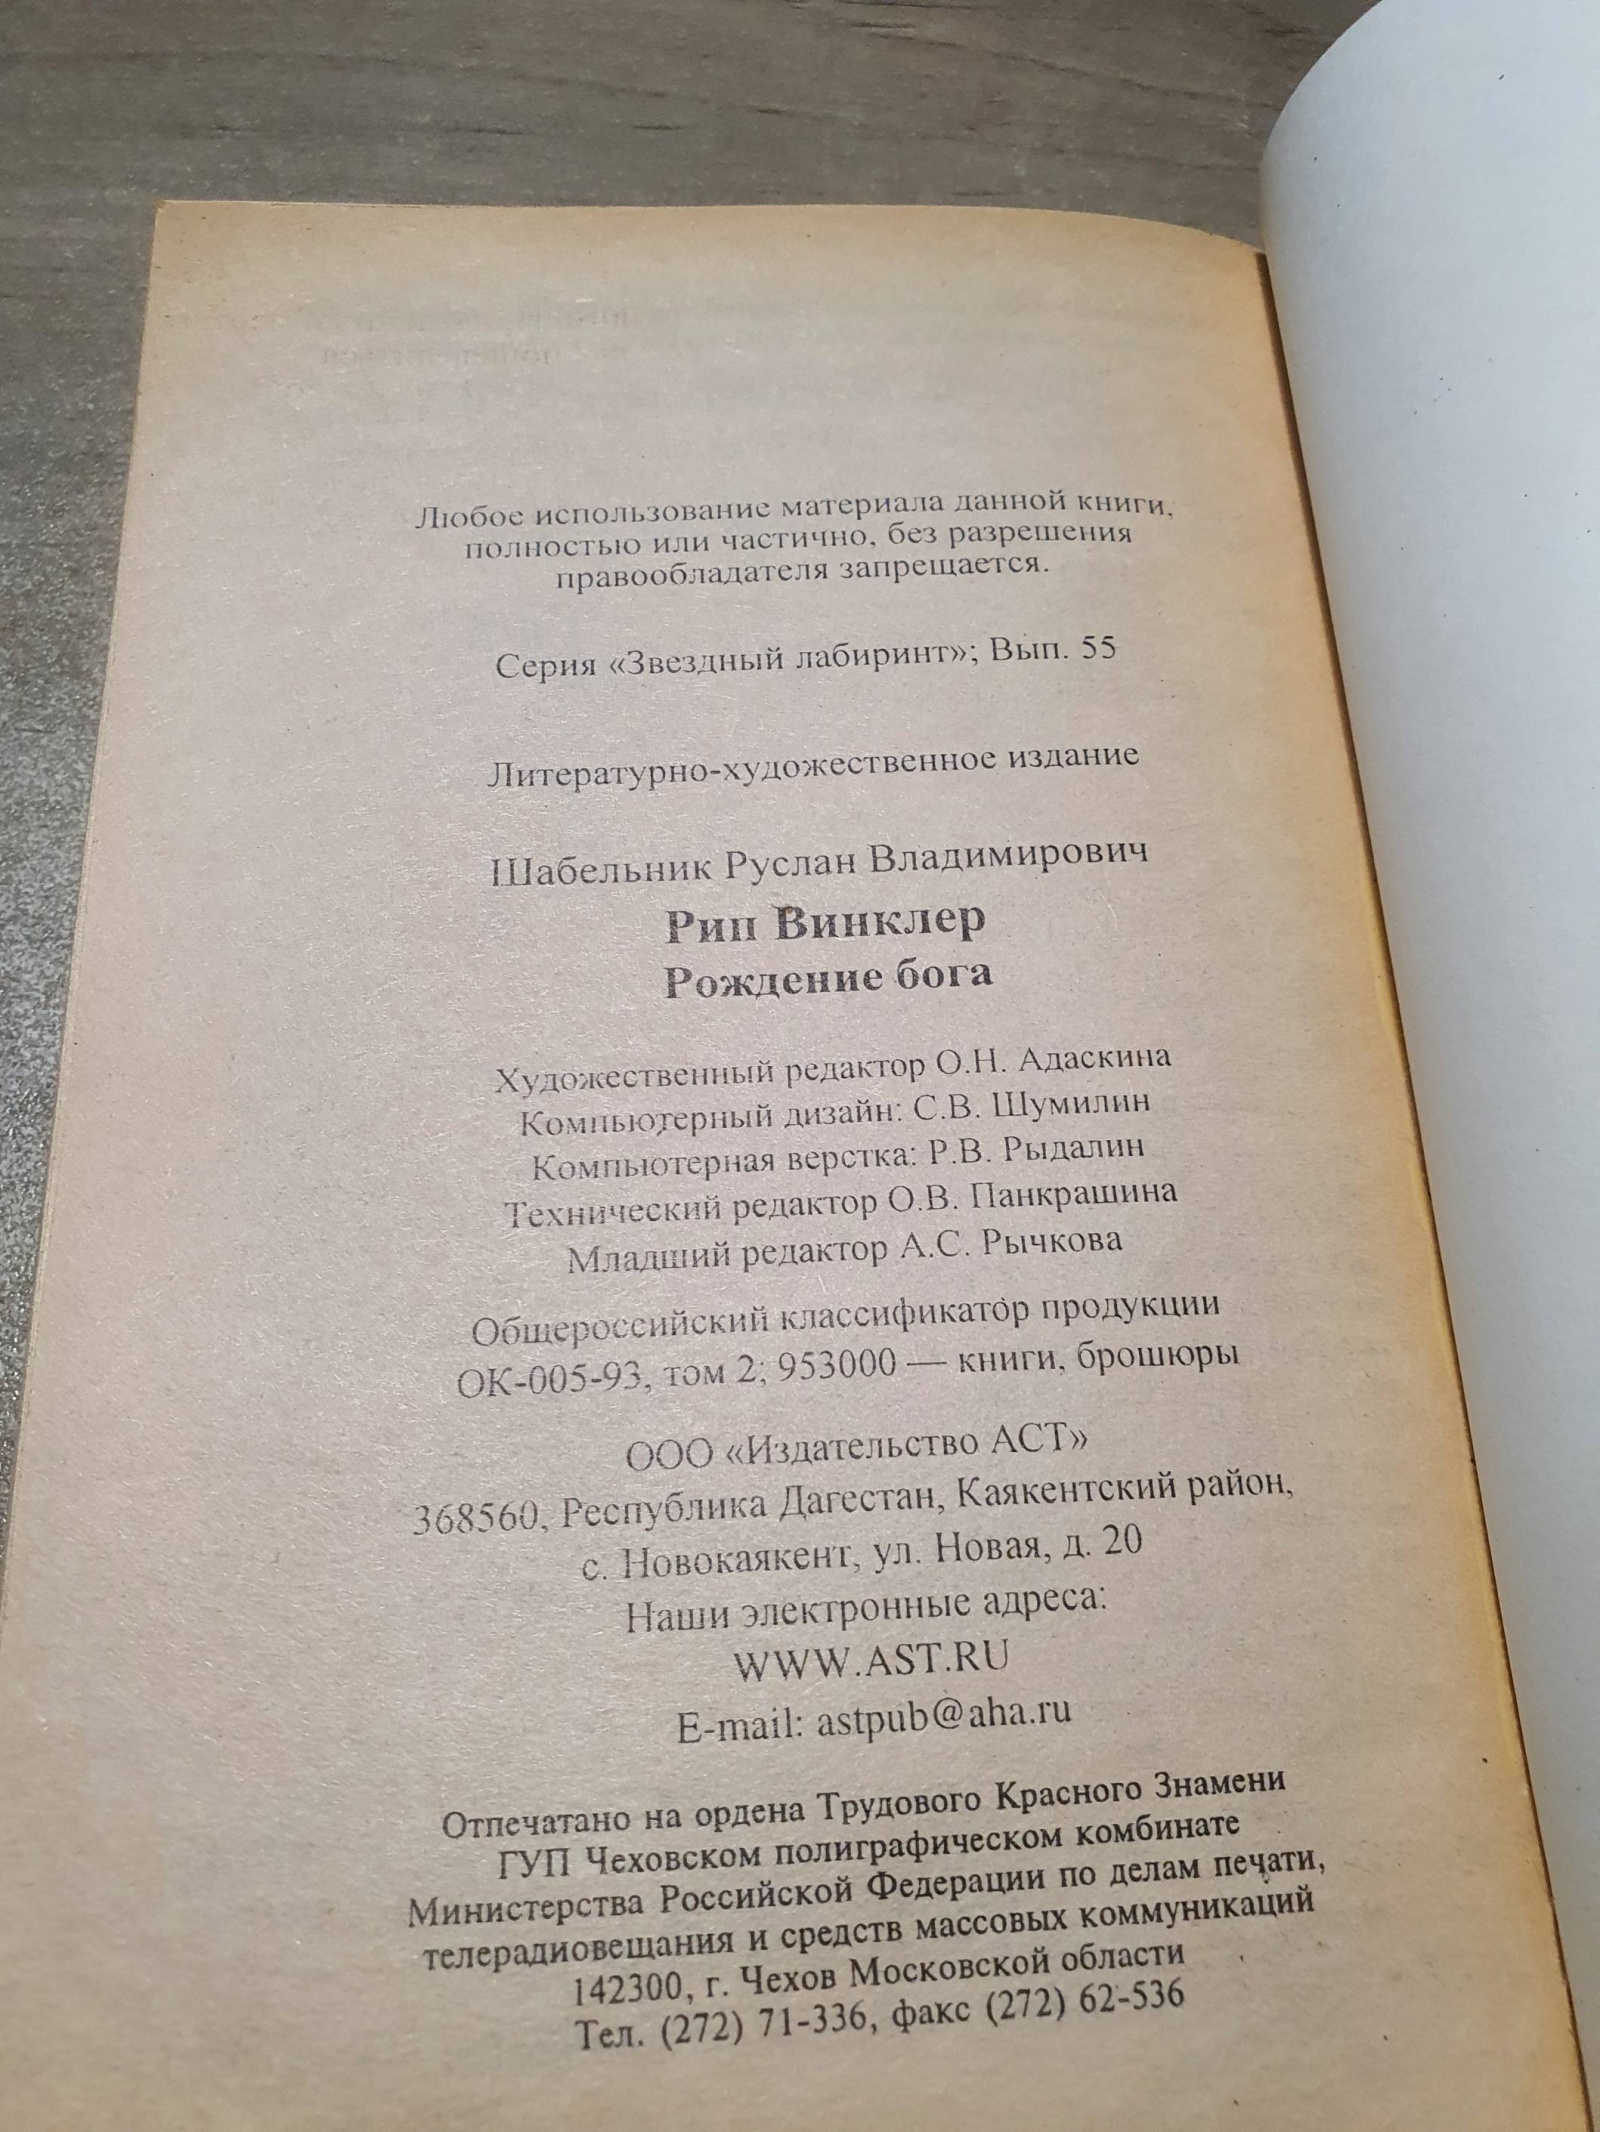 Любое использование материала данной книги,
полностью или частично, без разрешения
правообладателя запрещается.
Серия «Звездный лабиринт»; Вып. 55
Литературно-художественное издание
Шабельник Руслан Владимирович
Рип Винклер
Рождение бога
Художественный редактор О.Н. Адаскина
Компьютерный дизайн: С.В. Шумилин
Компьютерная верстка: Р.В. Рыдалин
Технический редактор О.В. Панкрашина
Младший редактор А.С. Рычкова
Общероссийский классификатор продукции
ОК-005-93, том 2; 953000 — книги, брошюры
ООО «Издательство АСТ»
368560, Республика Дагестан, Каякентский район,
с. Новокаякент, ул. Новая, д. 20
Наши электронные адреса:
WWW.AST.RU
E-mail: astpub@aha.ru
Отпечатано на ордена Трудового Красного Знамени
ГУП Чеховском полиграфическом комбинате
Министерства Российской Федерации по делам печати,
телерадиовещания и средств массовых коммуникаций
142300, г. Чехов Московской области
Тел. (272) 71-336, факс (272) 62-536